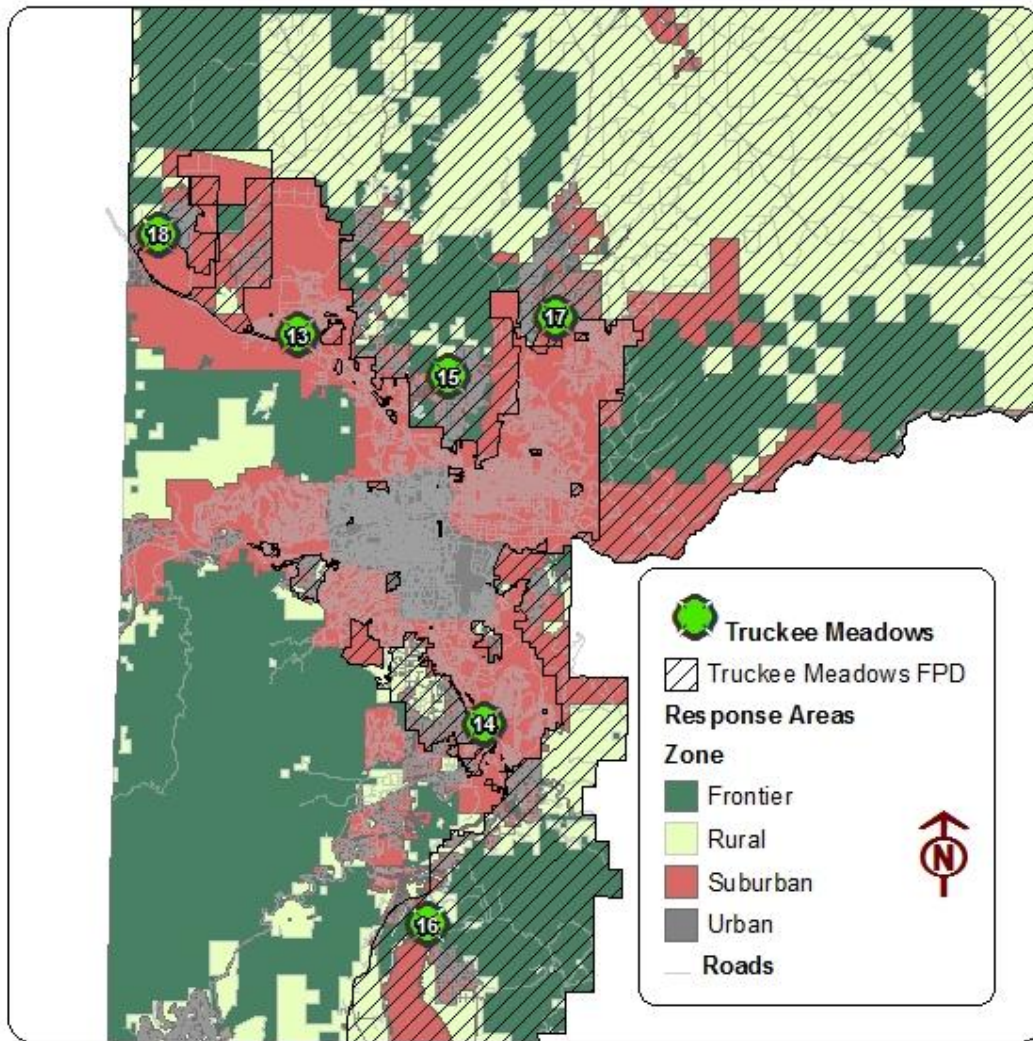 18
13
17
15
14
16
Truckee Meadows
Truckee Meadows FPD
Response Areas
Zone
Frontier
Rural
Suburban
Urban
Roads
N